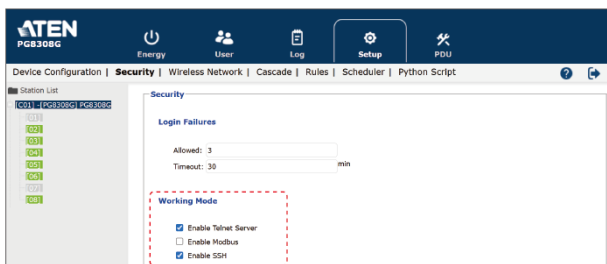 ATEN
PG8308G
Energy
User
Log
Setup
PDU
Device Configuration | Security | Wireless Network | Cascade | Rules | Scheduler | Python Script
Station List
[C01] -[PG8308G] PG8308G
[01]
[02]
[03]
[04]
[05]
[06]
[07]
[08]
Security
Login Failures
Allowed: 3
Timeout: 30 min
Working Mode
Enable Telnet Server
Enable Modbus
Enable SSH